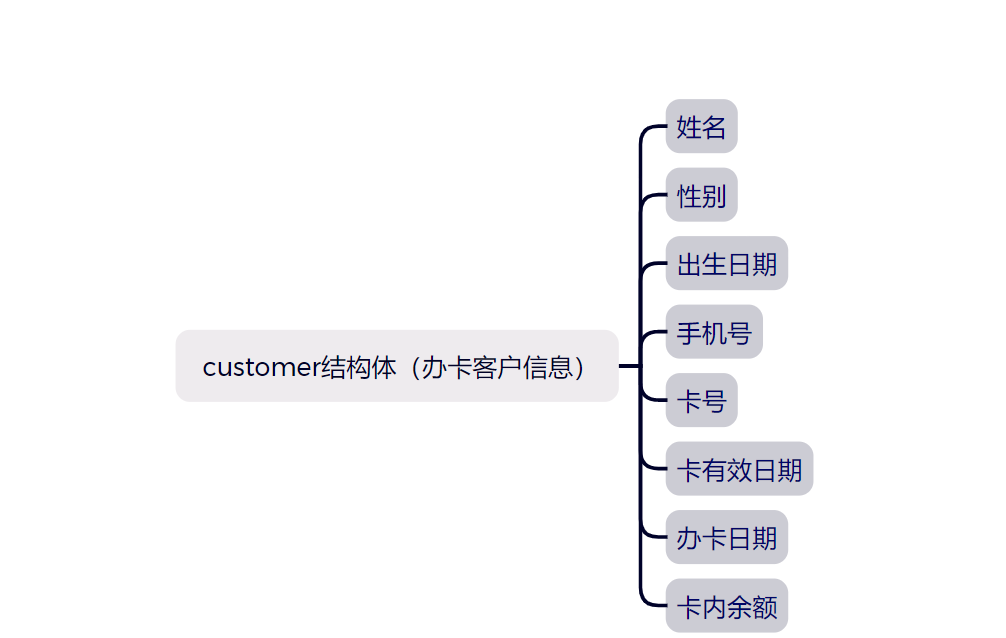 姓名
性别
出生日期
手机号
customer结构体（办卡客户信息）
卡号
卡有效日期
办卡日期
卡内余额